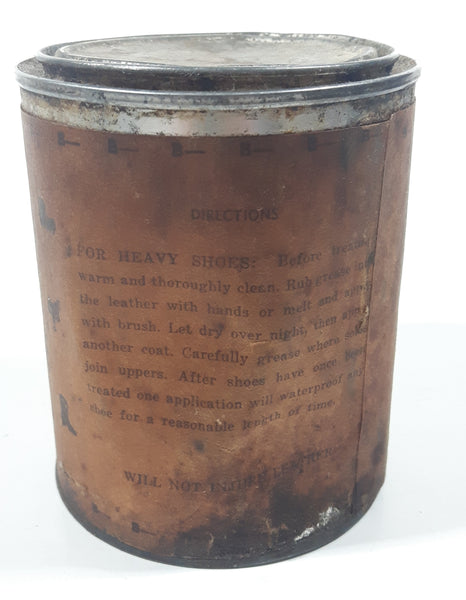 B— B— B— B— B—
DIRECTIONS
FOR HEAVY SHOES: Before treating
warm and thoroughly clean. Rub grease into
the leather with hands or melt and apply
with brush. Let dry over night, then apply
another coat. Carefully grease where soles
join uppers. After shoes have once been
treated one application will waterproof any
shoe for a reasonable length of time.
WILL NOT INJURE LEATHER